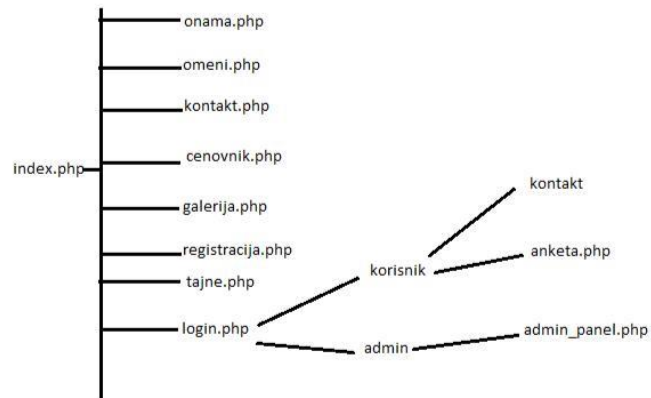 onama.php
omeni.php
kontakt.php
cenovnik.php
index.php
galerija.php
registracija.php
tajne.php
login.php
korisnik
kontakt
anketa.php
admin
admin_panel.php